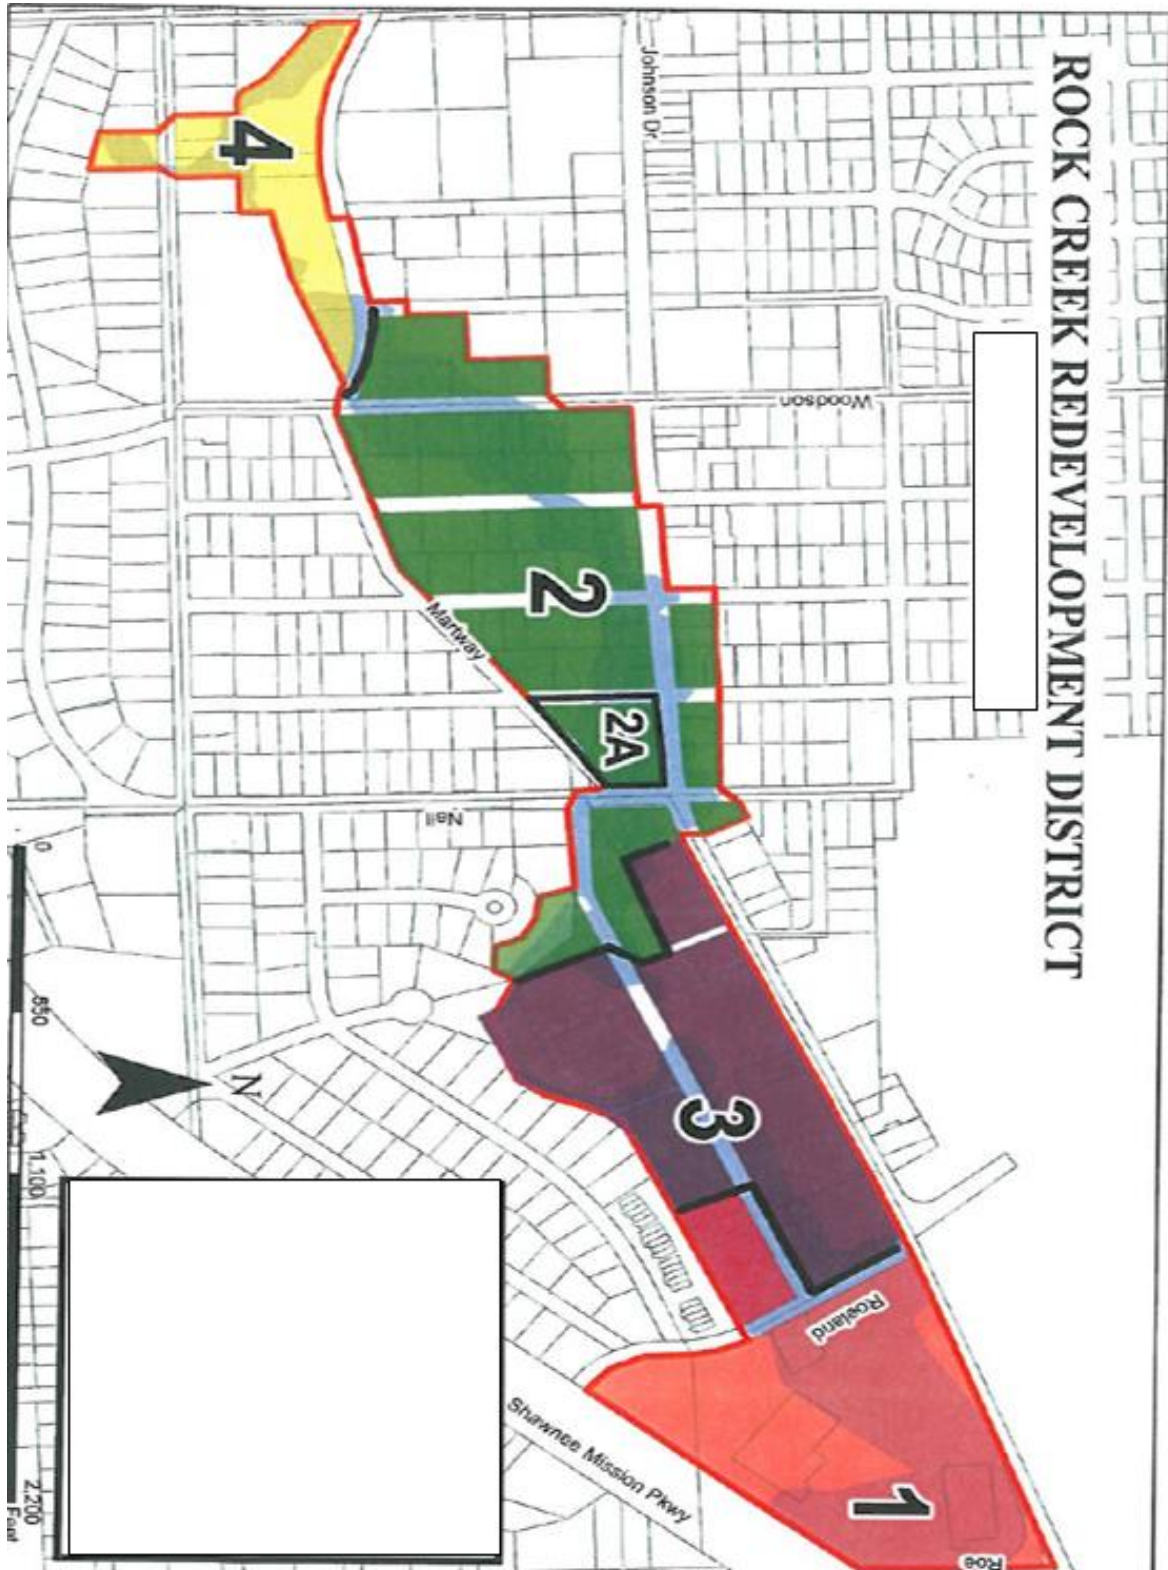 ROCK CREEK REDEVELOPMENT DISTRICT
Johnson Dr.
Woodson
4
2
Martway
2A
Nall
3
Roeland
1
Roe
Shawnee Mission Pkwy
N
0
550
1,100
2,200
Feet